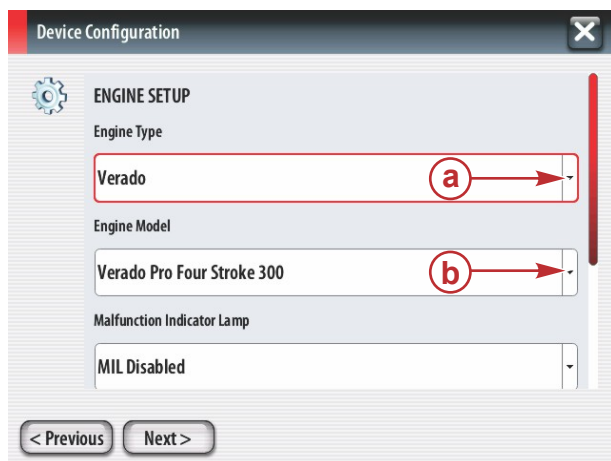 Device Configuration
ENGINE SETUP
Engine Type
Verado
a
Engine Model
Verado Pro Four Stroke 300
b
Malfunction Indicator Lamp
MIL Disabled
< Previous
Next >